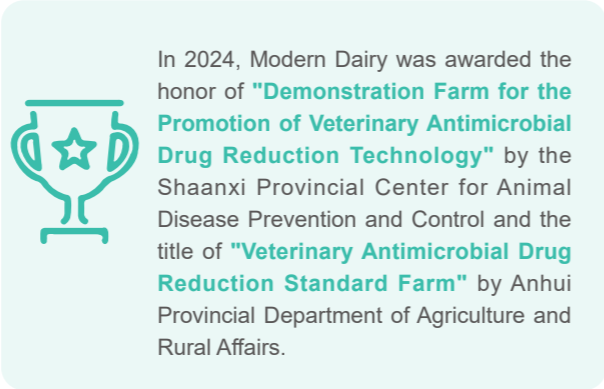 In 2024, Modern Dairy was awarded the
honor of "Demonstration Farm for the
Promotion of Veterinary Antimicrobial
Drug Reduction Technology" by the
Shaanxi Provincial Center for Animal
Disease Prevention and Control and the
title of "Veterinary Antimicrobial Drug
Reduction Standard Farm" by Anhui
Provincial Department of Agriculture and
Rural Affairs.